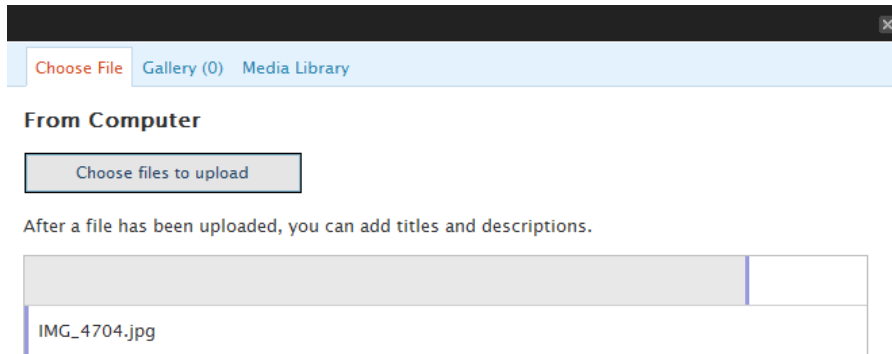 Choose File Gallery (0) Media Library
From Computer
Choose files to upload
After a file has been uploaded, you can add titles and descriptions.
IMG_4704.jpg